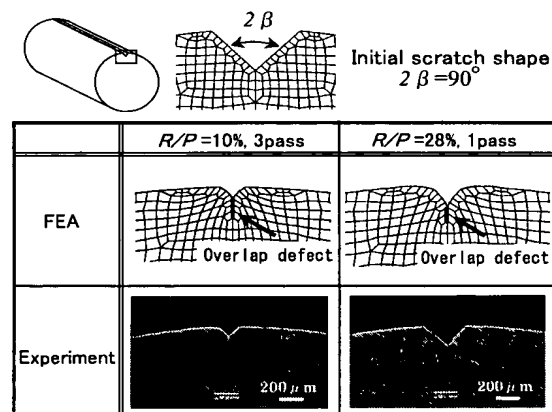 2 β
Initial scratch shape
2 β =90°
R/P =10%, 3pass
R/P =28%, 1pass
FEA
Overlap defect
Overlap defect
Experiment
200 μ m
200 μ m